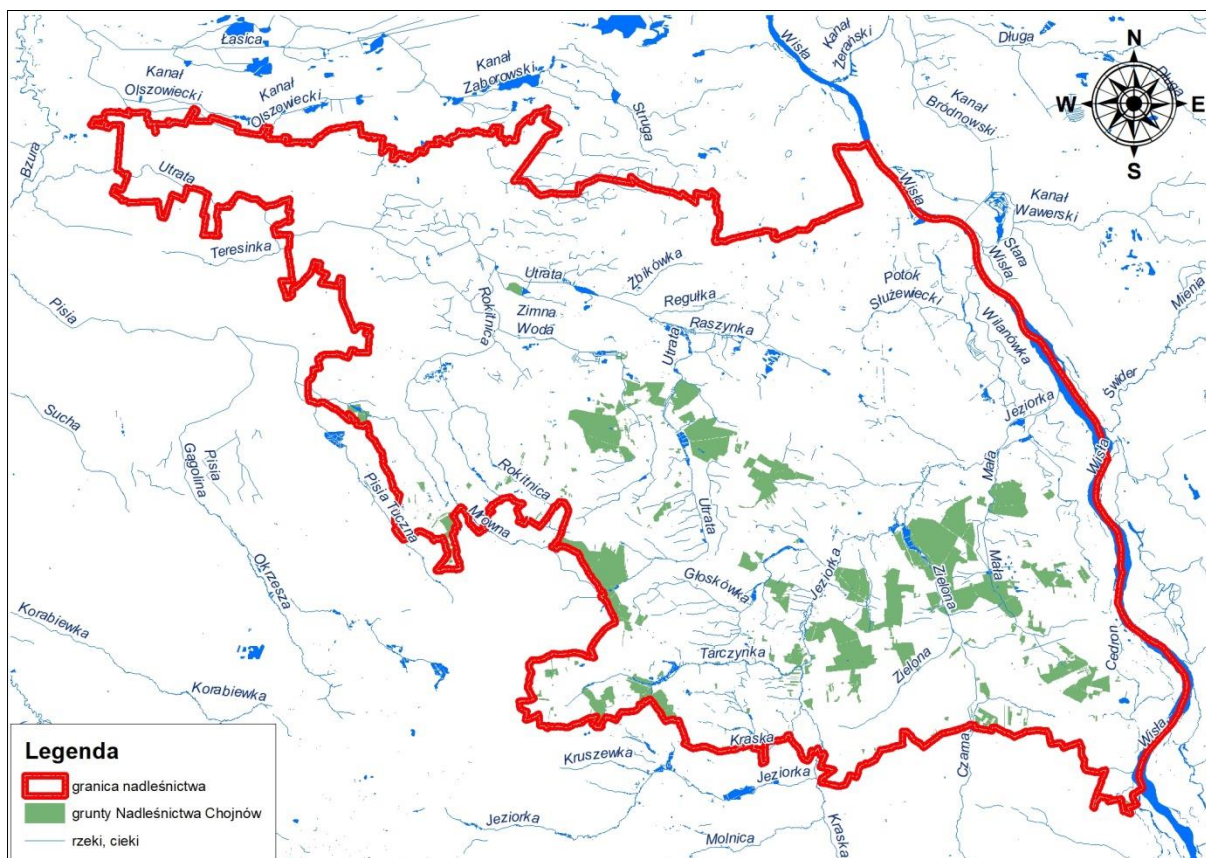 Łasica
Kanał
Olszowiecki
Kanał
Olszowiecki
Kanał
Zaborowski
Struga
Wisła
Kanał
Żerański
Długa
Długa
Kanał
Bródnowski
N
W
E
S
Bzura
Utrata
Teresinka
Wisła
Kanał
Wawerski
Stara
Wisła
Mienia
Pisia
Rokitnica
Utrata
Żbikówka
Zimna
Woda
Regułka
Raszynka
Utrata
Potok
Służewiecki
Wilanówka
Świder
Jeziorka
Wisła
Sucha
Pisia
Gągolina
Pisia Tuczna
Rokitnica
Mrowna
Utrata
Mała
Okrzesza
Głoskówka
Jeziorka
Zielona
Mała
Korabiewka
Korabiewka
Tarczynka
Zielona
Cedron
Kraska
Kruszewka
Jeziorka
Czarna
Wisła
Jeziorka
Molnica
Kraska
Legenda
granica nadleśnictwa
grunty Nadleśnictwa Chojnów
rzeki, cieki